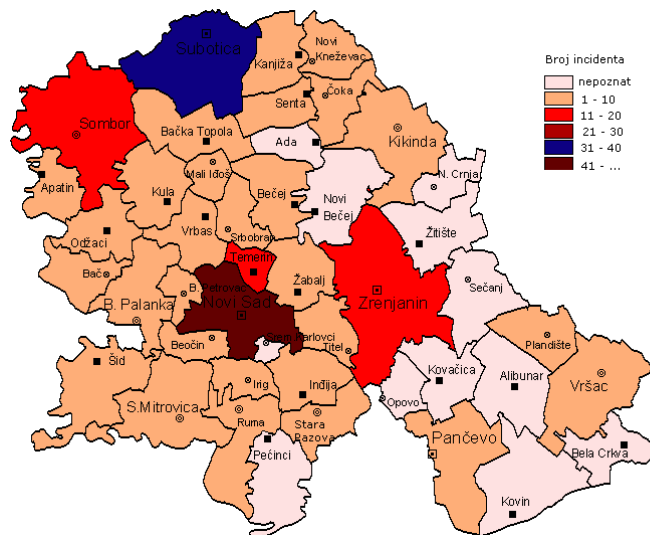 Subotica
Novi
Kneževac
Kanjiža
Broj incidenta
nepoznat
1 - 10
11 - 20
21 - 30
31 - 40
41 - ...
Senta
Čoka
Sombor
Bačka Topola
Ada
Kikinda
Apatin
Kula
Mali Iđoš
Bečej
Novi
Bečej
N. Crnja
Odžaci
Vrbas
Srbobran
Žitište
Temerin
Bač
B. Petrovac
Žabalj
Zrenjanin
Sečanj
B. Palanka
Novi Sad
Beočin
Karlovci
Titel
Plandište
Šid
Kovačica
Alibunar
Vršac
Irig
Inđija
Opovo
S.Mitrovica
Ruma
Stara
Pazova
Pančevo
Pećinci
Bela Crkva
Kovin